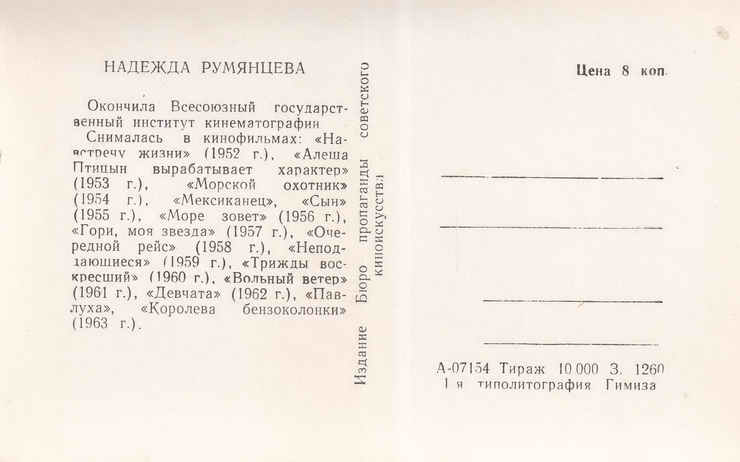 НАДЕЖДА РУМЯНЦЕВА
Окончила Всесоюзный государст-
венный институт кинематографии
Снималась в кинофильмах: «На-
встречу жизни» (1952 г.), «Алеша
Птицын вырабатывает характер»
(1953 г.), «Морской охотник»
(1954 г.), «Мексиканец», «Сын»
(1955 г.), «Море зовет» (1956 г.),
«Гори, моя звезда» (1957 г.), «Оче-
редной рейс» (1958 г.), «Непод-
дающиеся» (1959 г.), «Трижды вос-
кресший» (1960 г.), «Вольный ветер»
(1961 г.), «Девчата» (1962 г.), «Пав-
луха», «Королева бензоколонки»
(1963 г.).
Издание Бюро пропаганды советского
киноискусства
Цена 8 коп.
А-07154 Тираж 10 000 З. 1260
1 я типолитография Гимиза